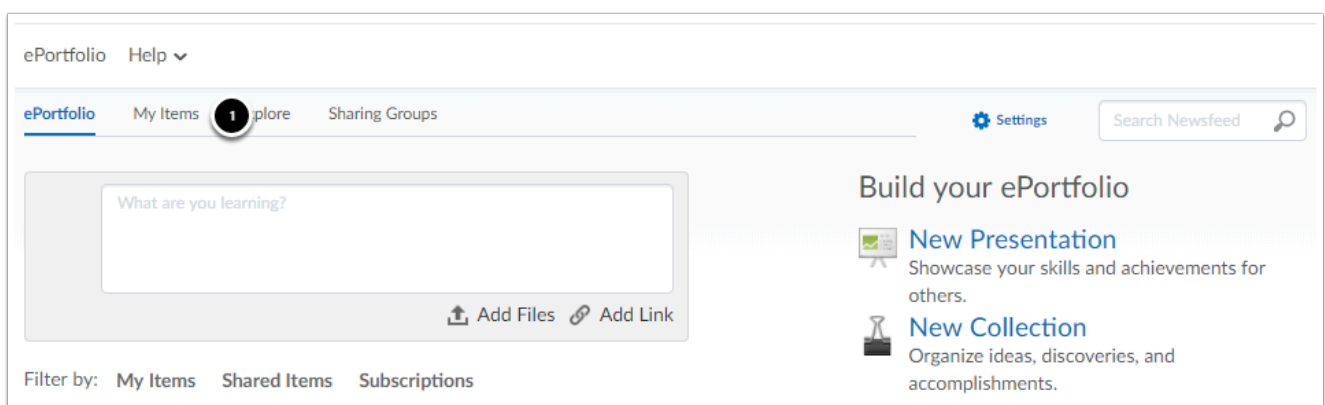 ePortfolio Help
ePortfolio My Items 1 plore Sharing Groups Settings Search Newsfeed
What are you learning?
Add Files Add Link
Filter by: My Items Shared Items Subscriptions
Build your ePortfolio
New Presentation
Showcase your skills and achievements for
others.
New Collection
Organize ideas, discoveries, and
accomplishments.